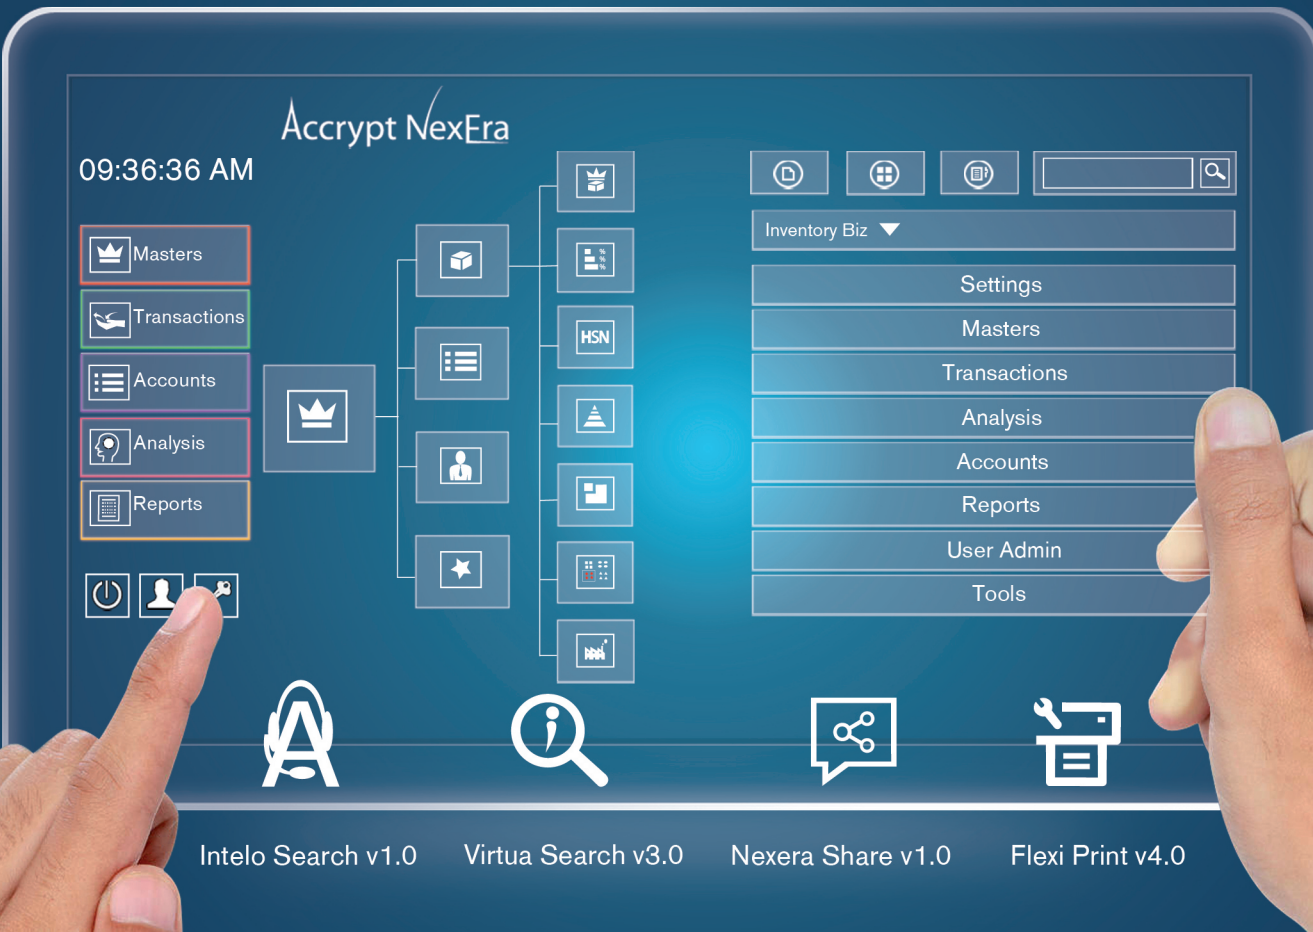 Accrypt NexEra
09:36:36 AM
Masters
Transactions
Accounts
Analysis
Reports
%
%
%
HSN
Inventory Biz
Settings
Masters
Transactions
Analysis
Accounts
Reports
User Admin
Tools
Intelo Search v1.0
Virtua Search v3.0
Nexera Share v1.0
Flexi Print v4.0